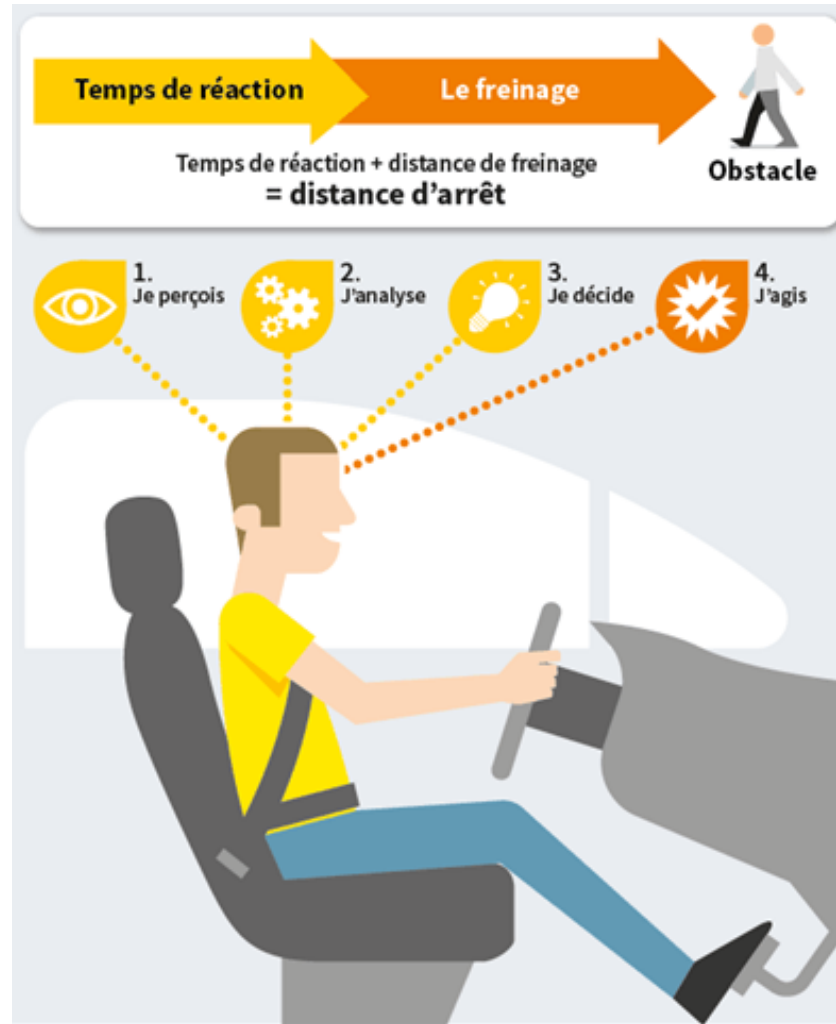 Temps de réaction
Le freinage
Temps de réaction + distance de freinage
= distance d'arrêt
Obstacle
1.
Je perçois
2.
J'analyse
3.
Je décide
4.
J'agis